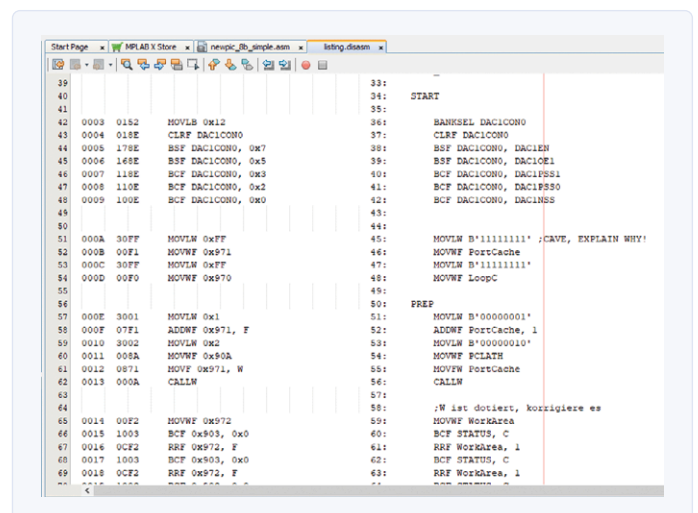 Start Page x MPLAB X Store x newpic_8b_simple.asm x listing.disasm x
39 33:
40 34: START
41 35:
42 0003 0152 MOVLB 0x12 36: BANKSEL DAC1CON0
43 0004 018E CLRF DAC1CON0 37: CLRF DAC1CON0
44 0005 178E BSF DAC1CON0, 0x7 38: BSF DAC1CON0, DAC1EN
45 0006 168E BSF DAC1CON0, 0x5 39: BSF DAC1CON0, DAC1OE1
46 0007 118E BCF DAC1CON0, 0x3 40: BCF DAC1CON0, DAC1PSS1
47 0008 110E BCF DAC1CON0, 0x2 41: BCF DAC1CON0, DAC1PSS0
48 0009 100E BCF DAC1CON0, 0x0 42: BCF DAC1CON0, DAC1NSS
49 43:
50 44:
51 000A 30FF MOVLW 0xFF 45: MOVLW B'11111111' ;CAVE, EXPLAIN WHY!
52 000B 00F1 MOVWF 0x971 46: MOVWF PortCache
53 000C 30FF MOVLW 0xFF 47: MOVLW B'11111111'
54 000D 00F0 MOVWF 0x970 48: MOVWF LoopC
55 49:
56 50: PREP
57 000E 3001 MOVLW 0x1 51: MOVLW B'00000001'
58 000F 07F1 ADDWF 0x971, F 52: ADDWF PortCache, 1
59 0010 3002 MOVLW 0x2 53: MOVLW B'00000010'
60 0011 008A MOVWF 0x90A 54: MOVWF PCLATH
61 0012 0871 MOVF 0x971, W 55: MOVFW PortCache
62 0013 000A CALLW 56: CALLW
63 57:
64 58: ;W ist dotiert, korrigiere es
65 0014 00F2 MOVWF 0x972 59: MOVWF WorkArea
66 0015 1003 BCF 0x903, 0x0 60: BCF STATUS, C
67 0016 0CF2 RRF 0x972, F 61: RRF WorkArea, 1
68 0017 1003 BCF 0x903, 0x0 62: BCF STATUS, C
69 0018 0CF2 RRF 0x972, F 63: RRF WorkArea, 1